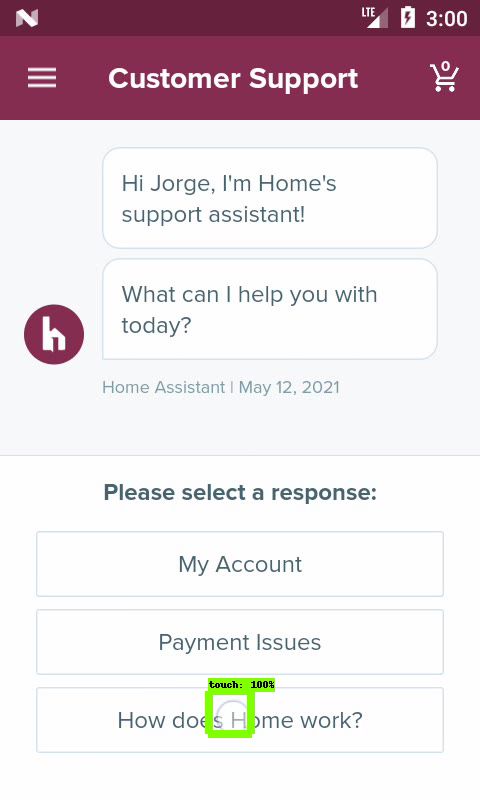 LTE 3:00
Customer Support
0
Hi Jorge, I'm Home's
support assistant!
What can I help you with
today?
h
Home Assistant | May 12, 2021
Please select a response:
My Account
Payment Issues
touch: 100%
How does Home work?